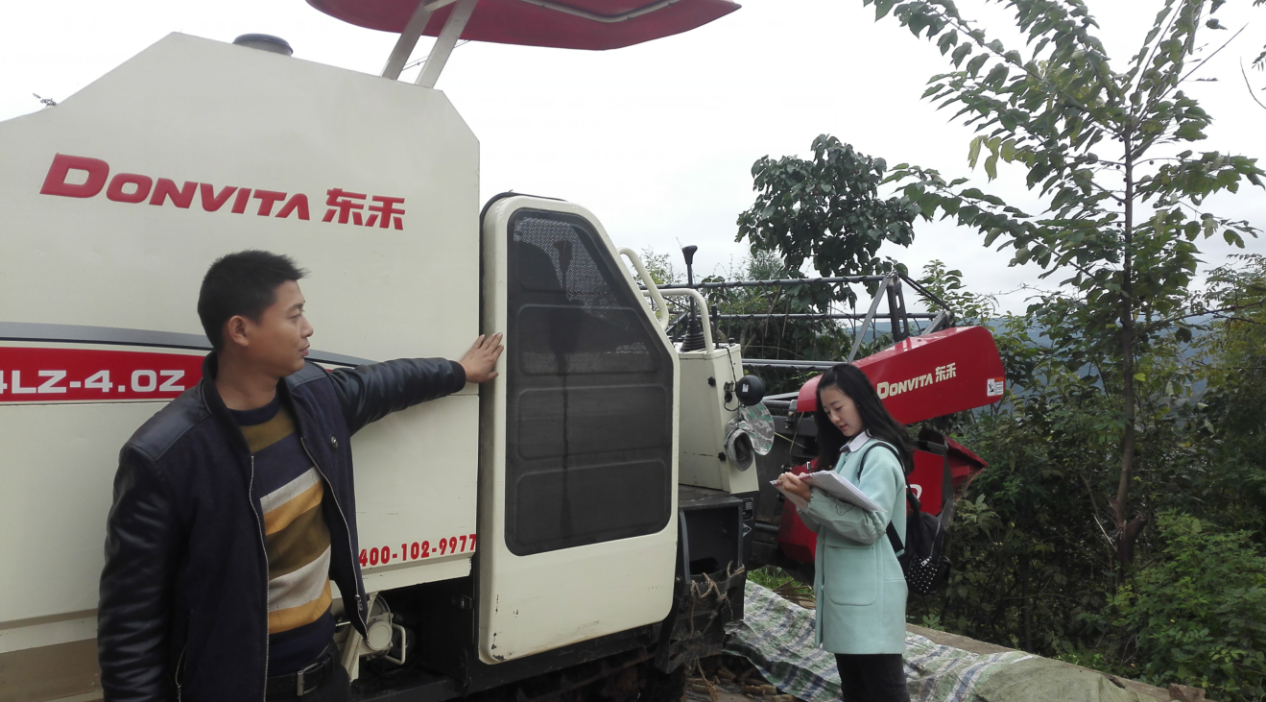 DONVITA 东禾
4LZ-4.0Z
400-102-9977
DONVITA 东禾